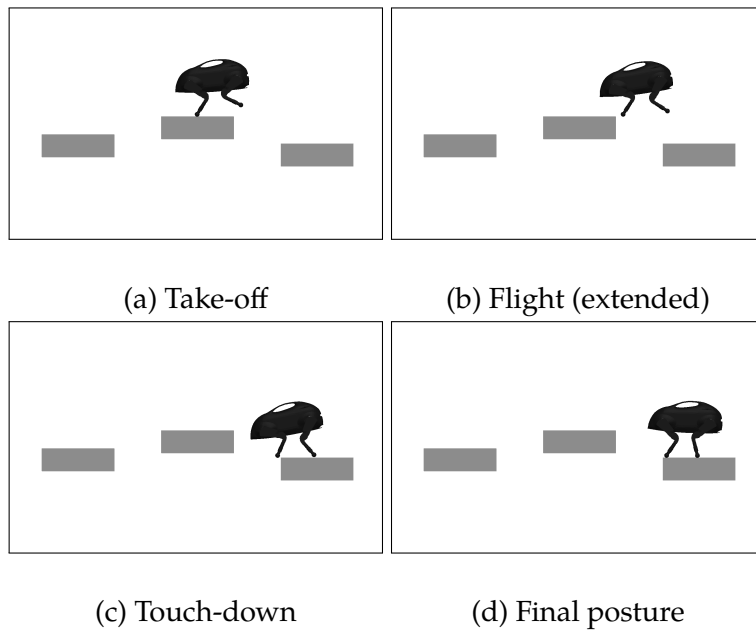 (a) Take-off
(b) Flight (extended)
(c) Touch-down
(d) Final posture